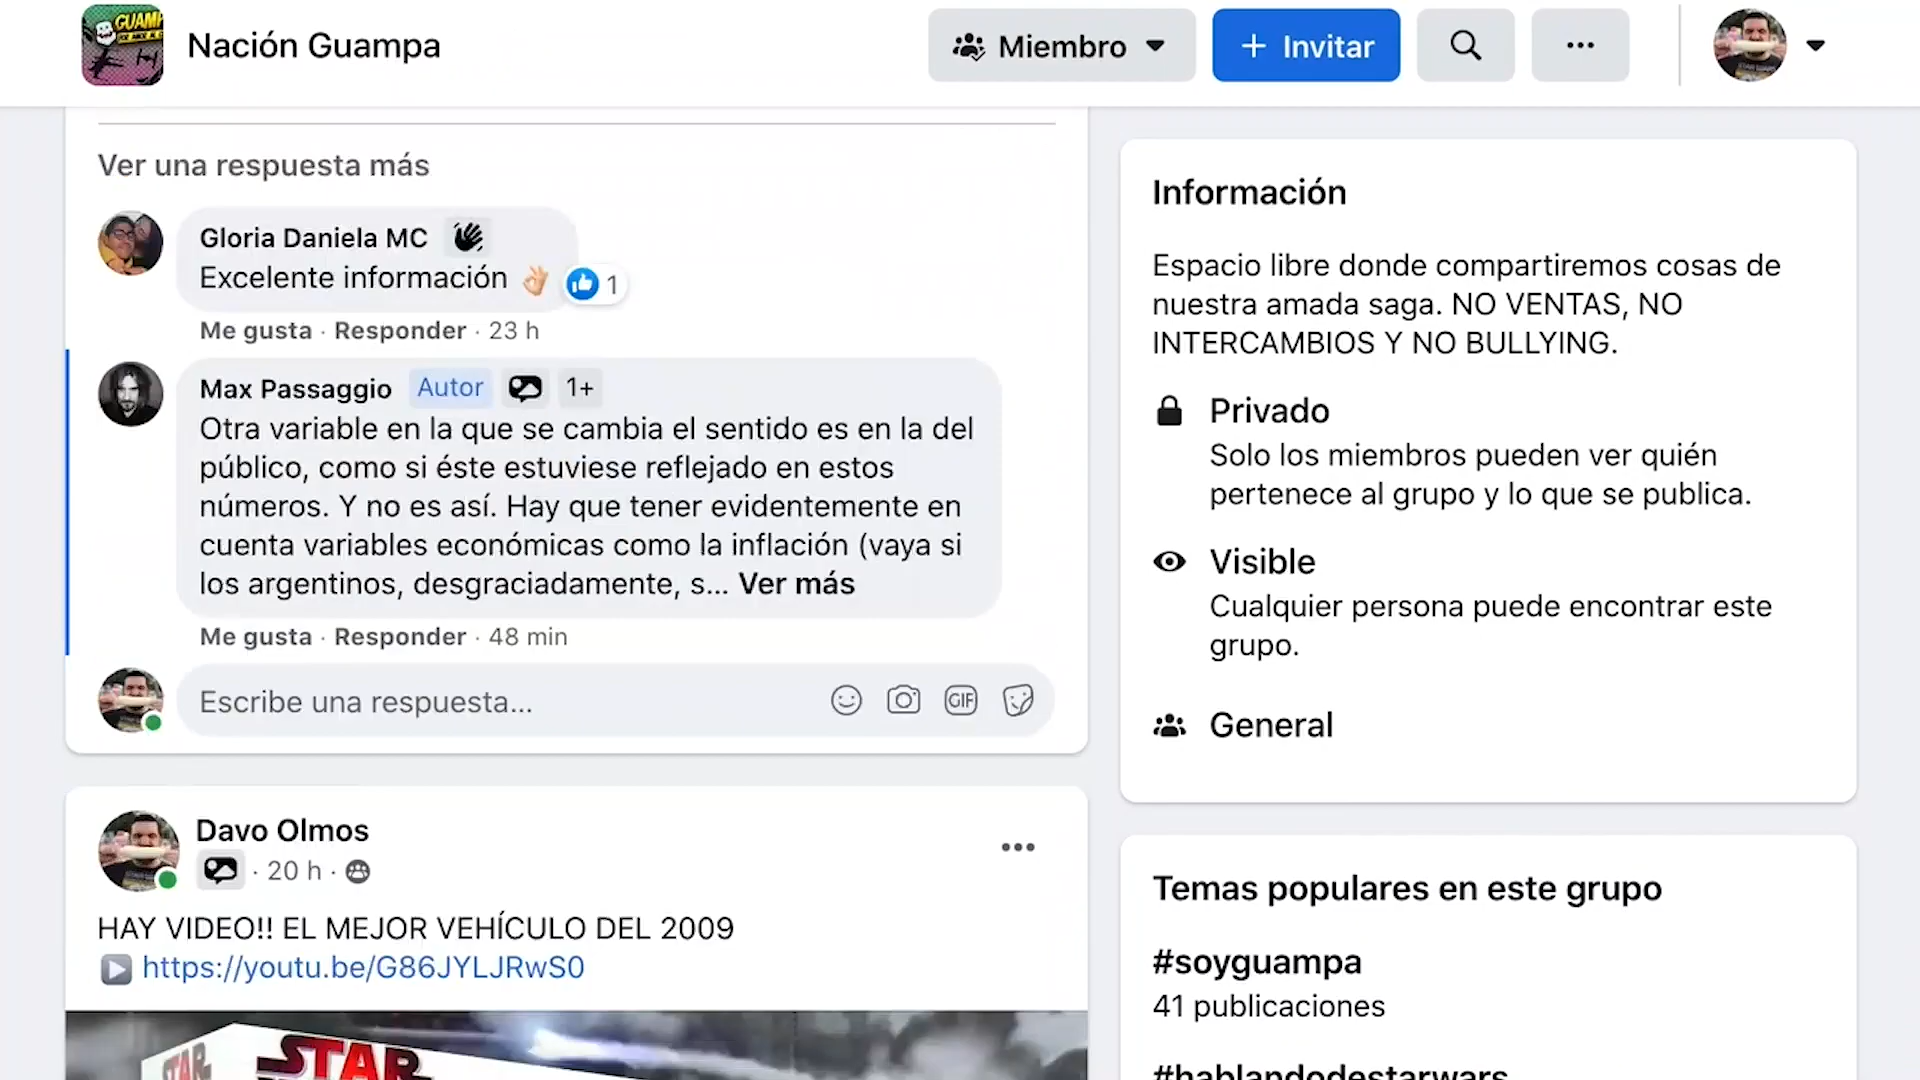 Nación Guampa
Miembro
+ Invitar
Ver una respuesta más
Gloria Daniela MC
Excelente información 👌🏻
1
Me gusta · Responder · 23 h
Max Passaggio Autor 1+
Otra variable en la que se cambia el sentido es en la del
público, como si éste estuviese reflejado en estos
números. Y no es así. Hay que tener evidentemente en
cuenta variables económicas como la inflación (vaya si
los argentinos, desgraciadamente, s... Ver más
Me gusta · Responder · 48 min
Escribe una respuesta...
GIF
Davo Olmos
· 20 h ·
HAY VIDEO!! EL MEJOR VEHÍCULO DEL 2009
▶️ https://youtu.be/G86JYLJRwS0
STAR
STAR
Información
Espacio libre donde compartiremos cosas de
nuestra amada saga. NO VENTAS, NO
INTERCAMBIOS Y NO BULLYING.
Privado
Solo los miembros pueden ver quién
pertenece al grupo y lo que se publica.
Visible
Cualquier persona puede encontrar este
grupo.
General
Temas populares en este grupo
#soyguampa
41 publicaciones
#hablandodestarwars